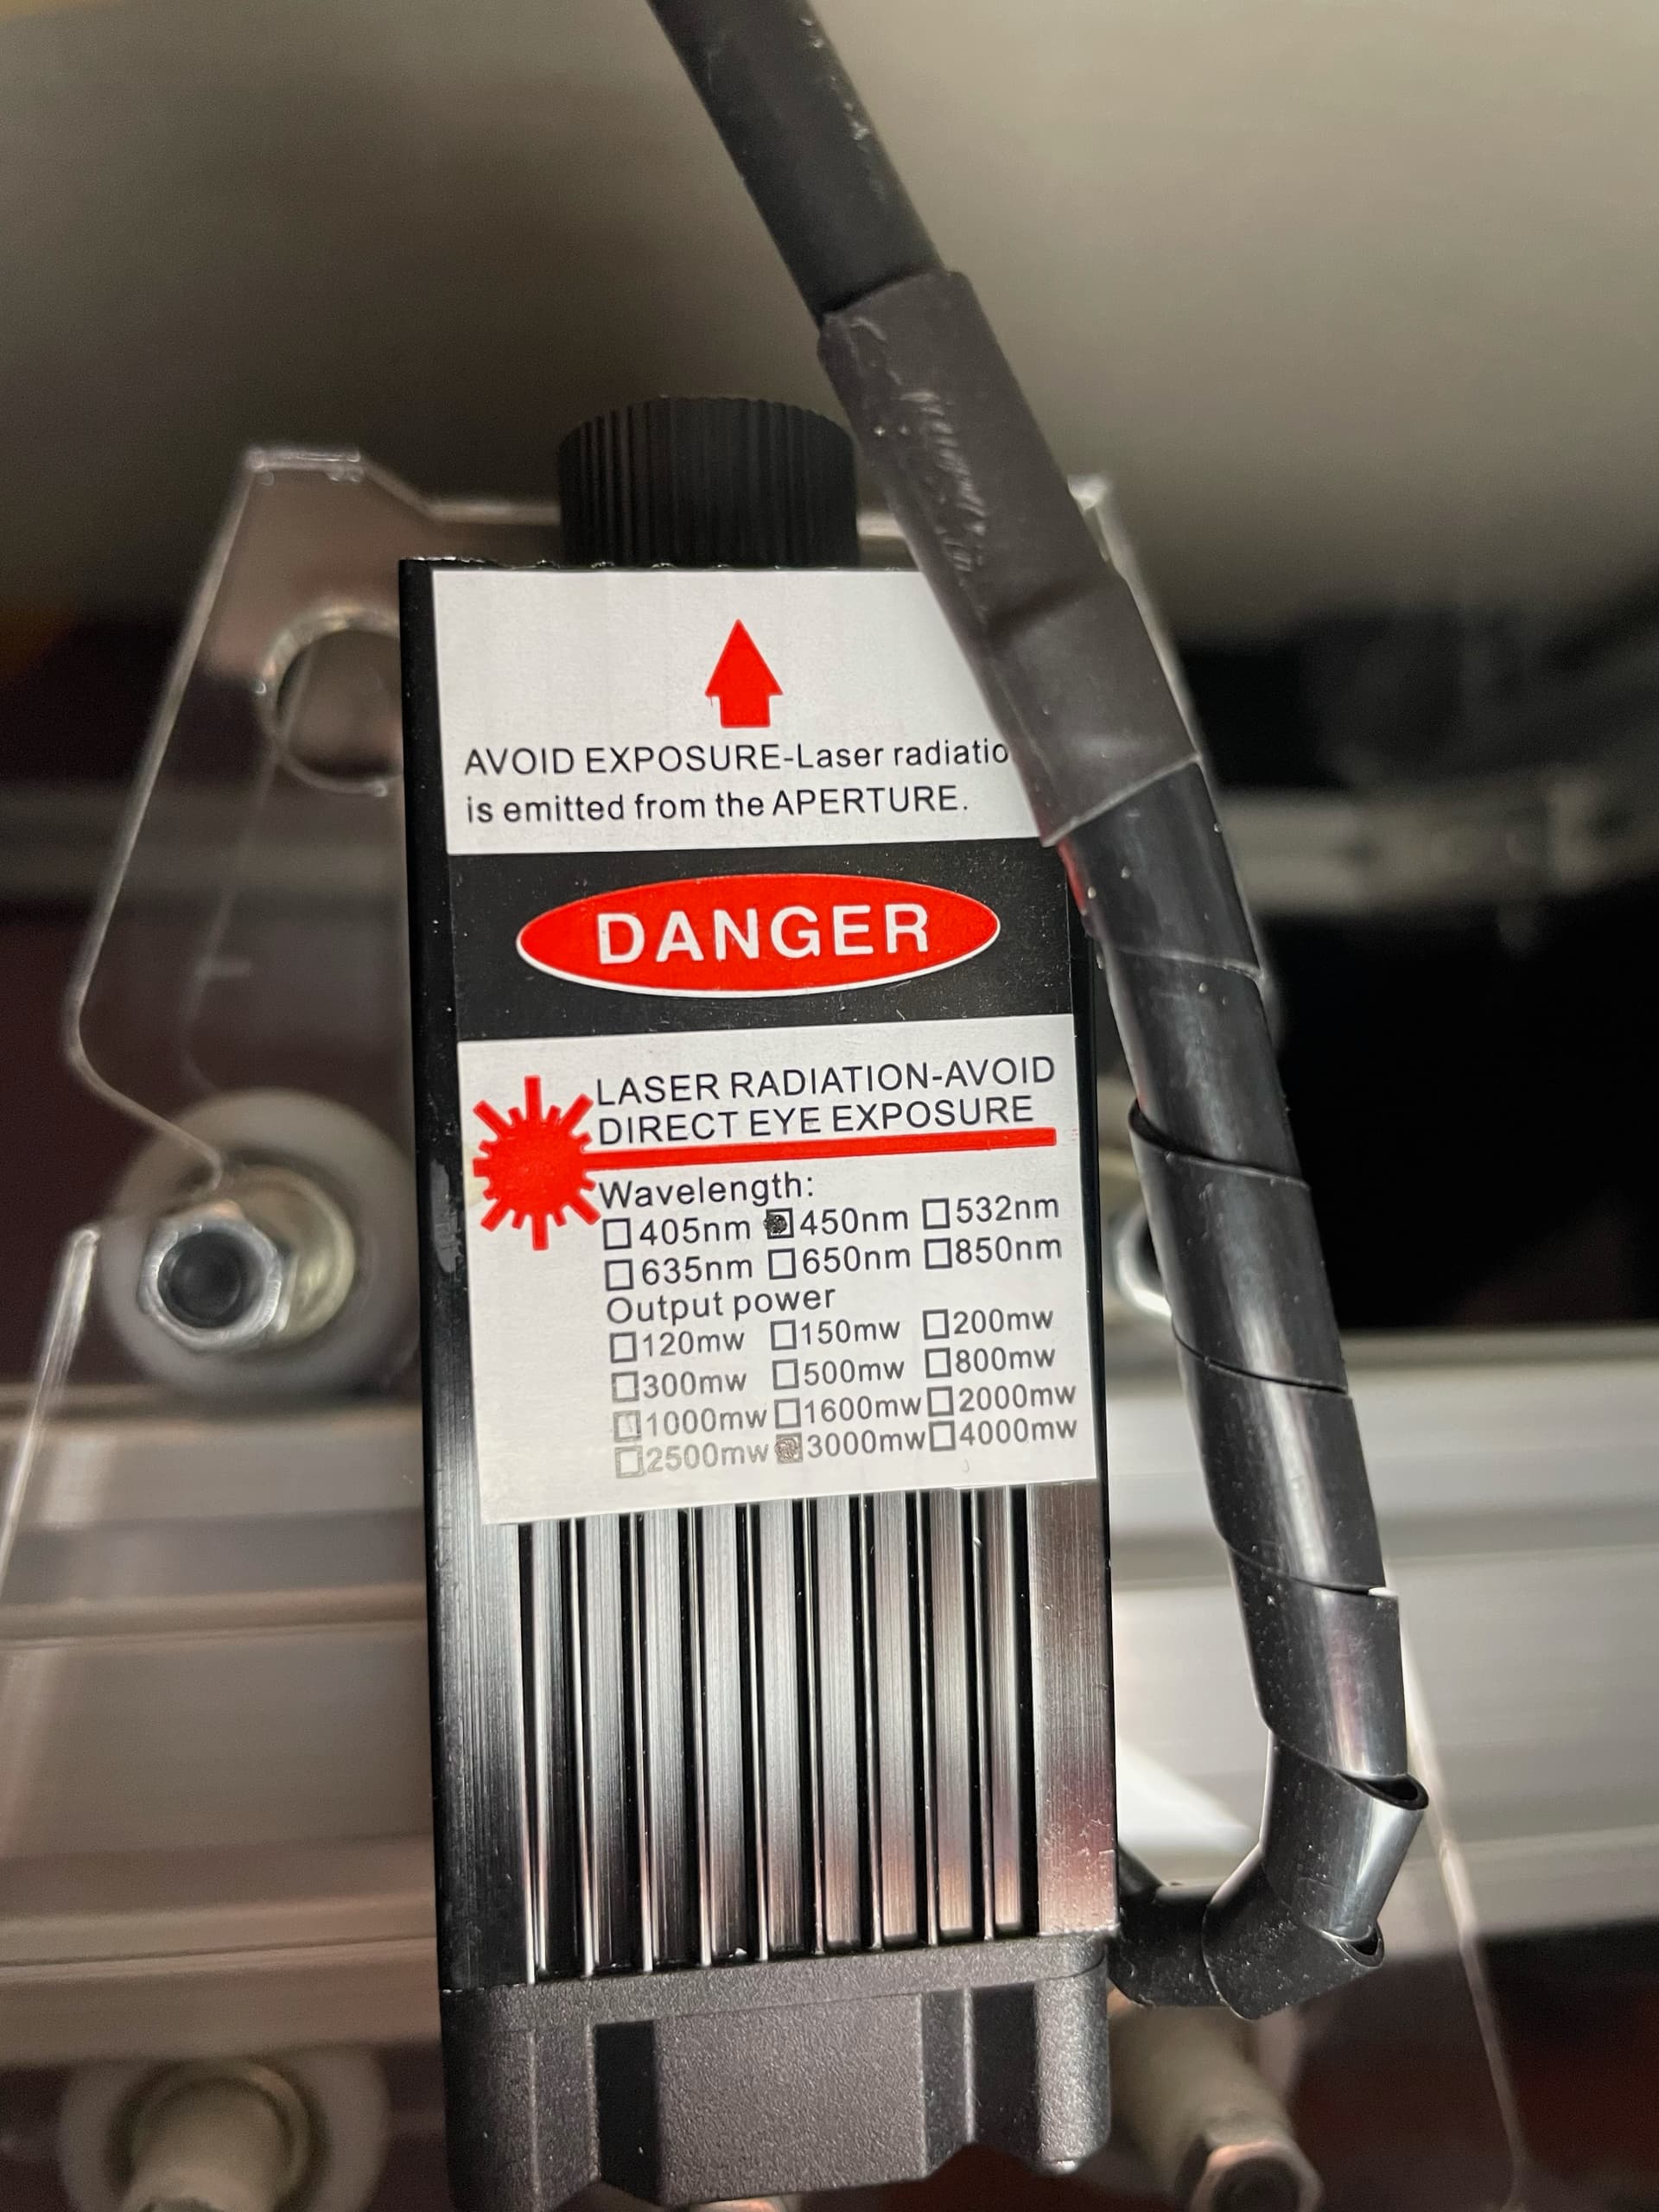 AVOID EXPOSURE-Laser radiatio
is emitted from the APERTURE.
DANGER
LASER RADIATION-AVOID
DIRECT EYE EXPOSURE
Wavelength:
405nm 450nm 532nm
635nm 650nm 850nm
Output power
120mw 150mw 200mw
300mw 500mw 800mw
1000mw 1600mw 2000mw
2500mw 3000mw 4000mw